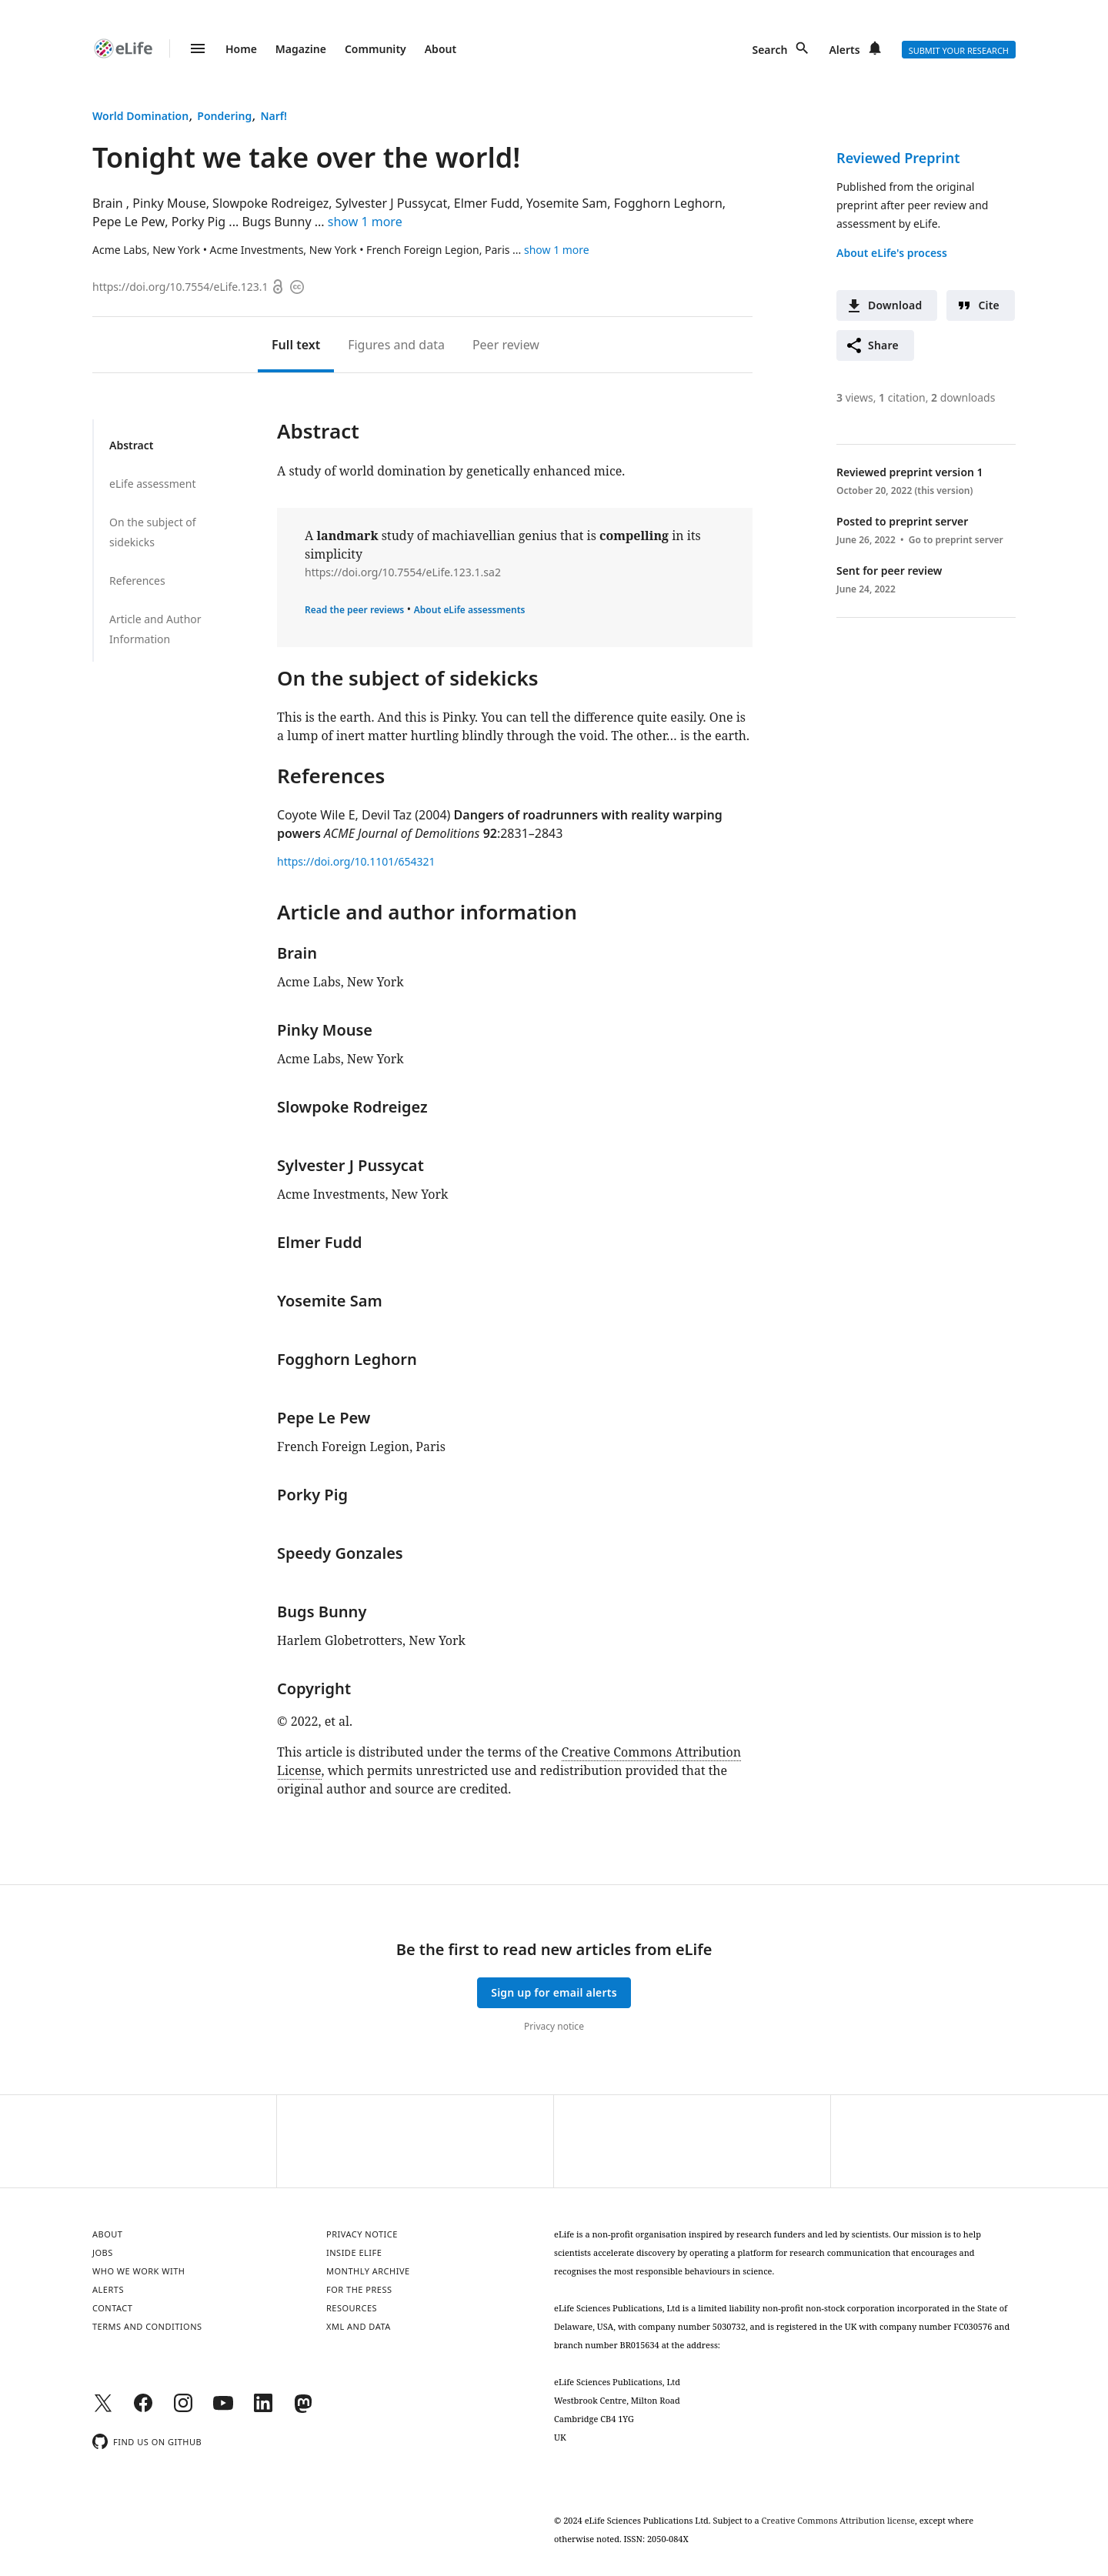 eLife
Home Magazine Community About
Search Alerts SUBMIT YOUR RESEARCH
World Domination, Pondering, Narf!
Tonight we take over the world!
Brain , Pinky Mouse, Slowpoke Rodreigez, Sylvester J Pussycat, Elmer Fudd, Yosemite Sam, Fogghorn Leghorn,
Pepe Le Pew, Porky Pig ... Bugs Bunny ... show 1 more
Acme Labs, New York • Acme Investments, New York • French Foreign Legion, Paris ... show 1 more
https://doi.org/10.7554/eLife.123.1
Reviewed Preprint
Published from the original
preprint after peer review and
assessment by eLife.
About eLife's process
Download Cite
Share
3 views, 1 citation, 2 downloads
Reviewed preprint version 1
October 20, 2022 (this version)
Posted to preprint server
June 26, 2022 • Go to preprint server
Sent for peer review
June 24, 2022
Full text Figures and data Peer review
Abstract
eLife assessment
On the subject of
sidekicks
References
Article and Author
Information
Abstract
A study of world domination by genetically enhanced mice.
A landmark study of machiavellian genius that is compelling in its
simplicity
https://doi.org/10.7554/eLife.123.1.sa2
Read the peer reviews • About eLife assessments
On the subject of sidekicks
This is the earth. And this is Pinky. You can tell the difference quite easily. One is
a lump of inert matter hurtling blindly through the void. The other… is the earth.
References
Coyote Wile E, Devil Taz (2004) Dangers of roadrunners with reality warping
powers ACME Journal of Demolitions 92:2831–2843
https://doi.org/10.1101/654321
Article and author information
Brain
Acme Labs, New York
Pinky Mouse
Acme Labs, New York
Slowpoke Rodreigez
Sylvester J Pussycat
Acme Investments, New York
Elmer Fudd
Yosemite Sam
Fogghorn Leghorn
Pepe Le Pew
French Foreign Legion, Paris
Porky Pig
Speedy Gonzales
Bugs Bunny
Harlem Globetrotters, New York
Copyright
© 2022, et al.
This article is distributed under the terms of the Creative Commons Attribution
License, which permits unrestricted use and redistribution provided that the
original author and source are credited.
Be the first to read new articles from eLife
Sign up for email alerts
Privacy notice
ABOUT
JOBS
WHO WE WORK WITH
ALERTS
CONTACT
TERMS AND CONDITIONS
PRIVACY NOTICE
INSIDE ELIFE
MONTHLY ARCHIVE
FOR THE PRESS
RESOURCES
XML AND DATA
FIND US ON GITHUB
eLife is a non-profit organisation inspired by research funders and led by scientists. Our mission is to help
scientists accelerate discovery by operating a platform for research communication that encourages and
recognises the most responsible behaviours in science.
eLife Sciences Publications, Ltd is a limited liability non-profit non-stock corporation incorporated in the State of
Delaware, USA, with company number 5030732, and is registered in the UK with company number FC030576 and
branch number BR015634 at the address:
eLife Sciences Publications, Ltd
Westbrook Centre, Milton Road
Cambridge CB4 1YG
UK
© 2024 eLife Sciences Publications Ltd. Subject to a Creative Commons Attribution license, except where
otherwise noted. ISSN: 2050-084X